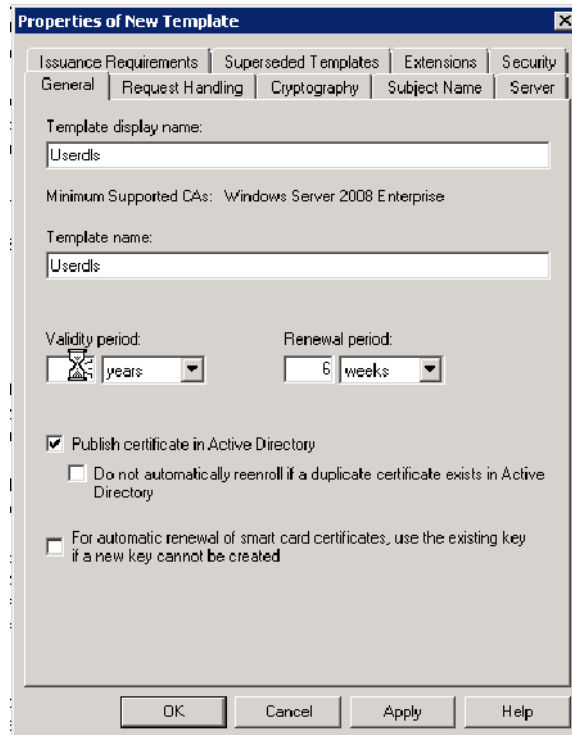 Properties of New Template
Issuance Requirements Superseded Templates Extensions Security
General Request Handling Cryptography Subject Name Server
Template display name:
Userdls
Minimum Supported CAs: Windows Server 2008 Enterprise
Template name:
Userdls
Validity period: Renewal period:
years 6 weeks
Publish certificate in Active Directory
Do not automatically reenroll if a duplicate certificate exists in Active
Directory
For automatic renewal of smart card certificates, use the existing key
if a new key cannot be created
OK Cancel Apply Help